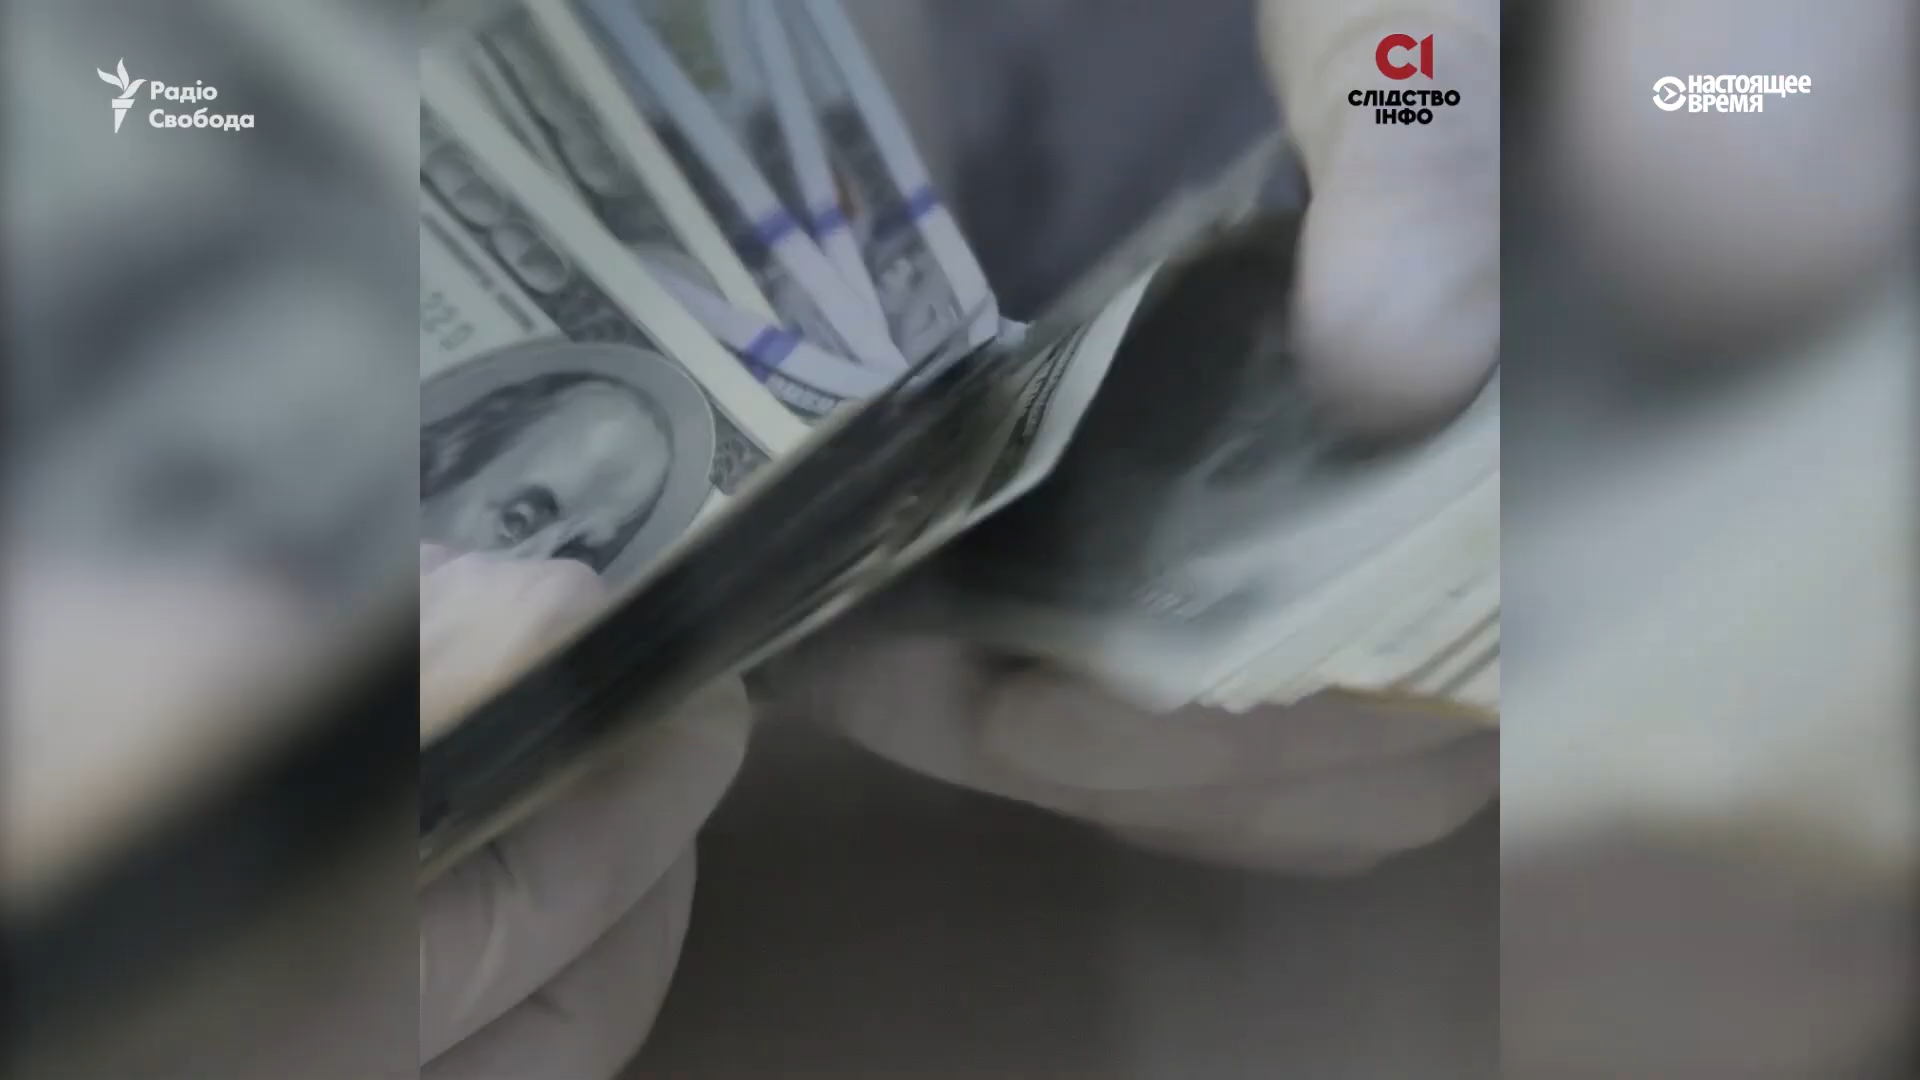 Радіо
Свобода
СІ
СЛІДСТВО
ІНФО
НАСТОЯЩЕЕ
ВРЕМЯ